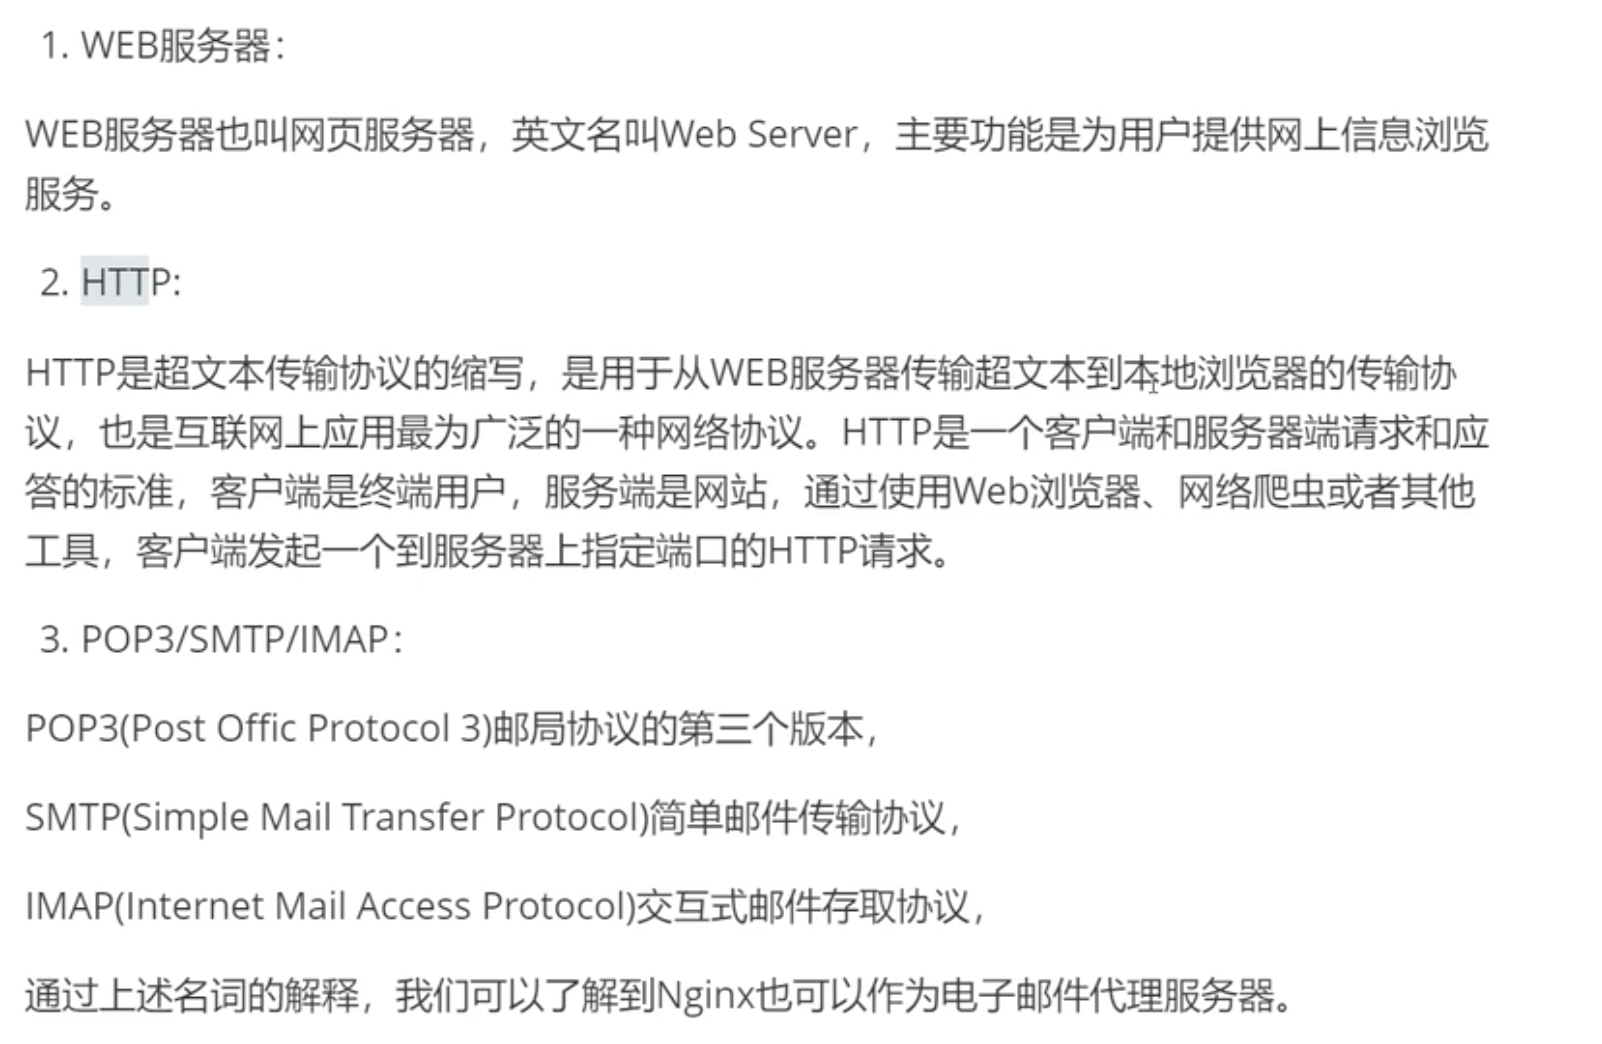 1. WEB服务器：
WEB服务器也叫网页服务器，英文名叫Web Server，主要功能是为用户提供网上信息浏览
服务。
2. HTTP:
HTTP是超文本传输协议的缩写，是用于从WEB服务器传输超文本到本地浏览器的传输协
议，也是互联网上应用最为广泛的一种网络协议。HTTP是一个客户端和服务器端请求和应
答的标准，客户端是终端用户，服务端是网站，通过使用Web浏览器、网络爬虫或者其他
工具，客户端发起一个到服务器上指定端口的HTTP请求。
3. POP3/SMTP/IMAP：
POP3(Post Offic Protocol 3)邮局协议的第三个版本，
SMTP(Simple Mail Transfer Protocol)简单邮件传输协议，
IMAP(Internet Mail Access Protocol)交互式邮件存取协议，
通过上述名词的解释，我们可以了解到Nginx也可以作为电子邮件代理服务器。